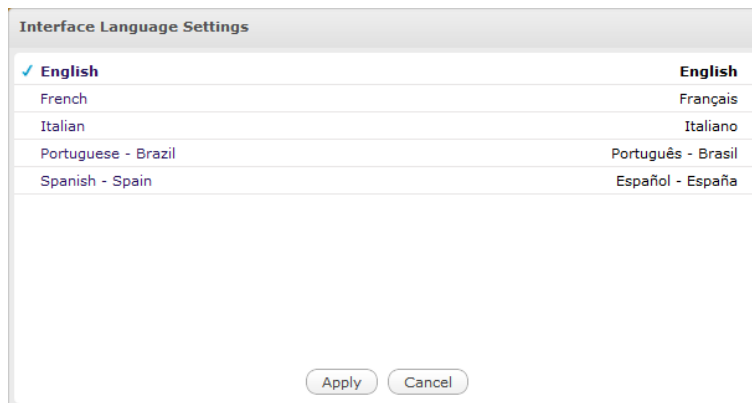 Interface Language Settings
✓ English English
French Français
Italian Italiano
Portuguese - Brazil Português - Brasil
Spanish - Spain Español - España
Apply Cancel